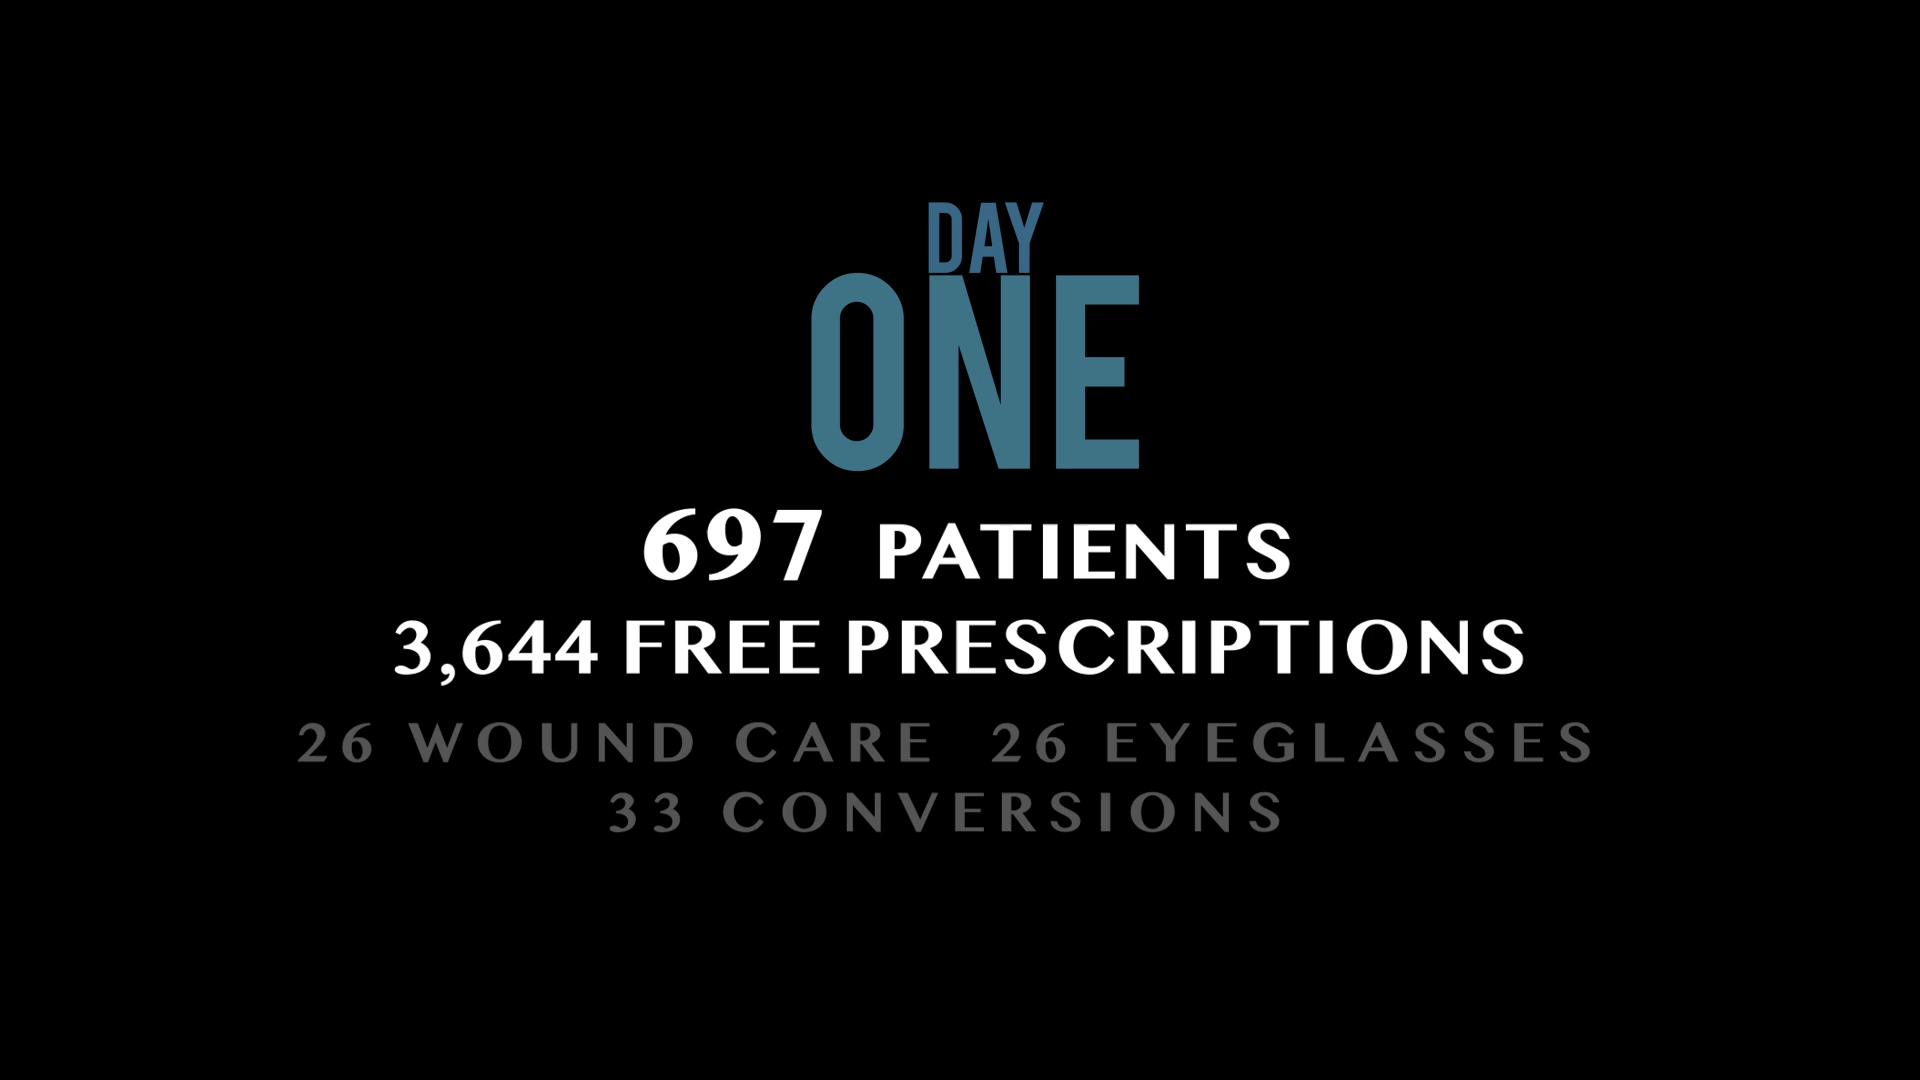 DAY
ONE
697 PATIENTS
3,644 FREE PRESCRIPTIONS
26 WOUND CARE 26 EYEGLASSES
33 CONVERSIONS